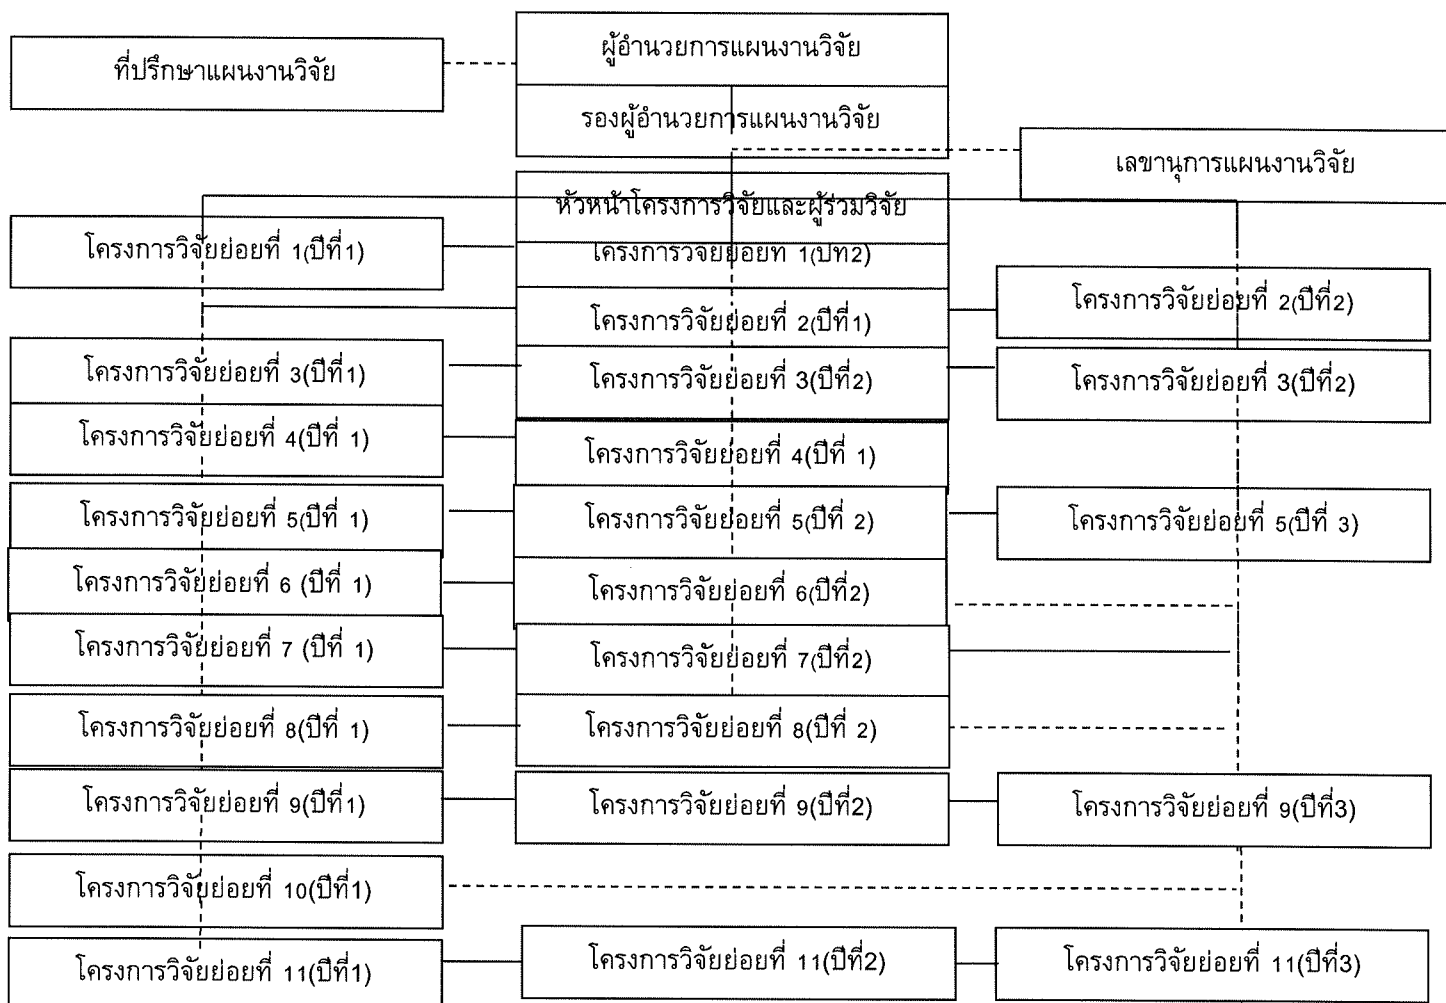 ผู้อำนวยการแผนงานวิจัย
ที่ปรึกษาแผนงานวิจัย
รองผู้อำนวยการแผนงานวิจัย
เลขานุการแผนงานวิจัย
หัวหน้าโครงการวิจัยและผู้ร่วมวิจัย
โครงการวิจัยย่อยที่ 1(ปีที่1)
โครงการวิจัยย่อยที่ 1(ปีที่2)
โครงการวิจัยย่อยที่ 2(ปีที่1)
โครงการวิจัยย่อยที่ 2(ปีที่2)
โครงการวิจัยย่อยที่ 3(ปีที่1)
โครงการวิจัยย่อยที่ 3(ปีที่2)
โครงการวิจัยย่อยที่ 3(ปีที่2)
โครงการวิจัยย่อยที่ 4(ปีที่ 1)
โครงการวิจัยย่อยที่ 4(ปีที่ 1)
โครงการวิจัยย่อยที่ 5(ปีที่ 1)
โครงการวิจัยย่อยที่ 5(ปีที่ 2)
โครงการวิจัยย่อยที่ 5(ปีที่ 3)
โครงการวิจัยย่อยที่ 6 (ปีที่ 1)
โครงการวิจัยย่อยที่ 6(ปีที่2)
โครงการวิจัยย่อยที่ 7 (ปีที่ 1)
โครงการวิจัยย่อยที่ 7(ปีที่2)
โครงการวิจัยย่อยที่ 8(ปีที่ 1)
โครงการวิจัยย่อยที่ 8(ปีที่ 2)
โครงการวิจัยย่อยที่ 9(ปีที่1)
โครงการวิจัยย่อยที่ 9(ปีที่2)
โครงการวิจัยย่อยที่ 9(ปีที่3)
โครงการวิจัยย่อยที่ 10(ปีที่1)
โครงการวิจัยย่อยที่ 11(ปีที่1)
โครงการวิจัยย่อยที่ 11(ปีที่2)
โครงการวิจัยย่อยที่ 11(ปีที่3)